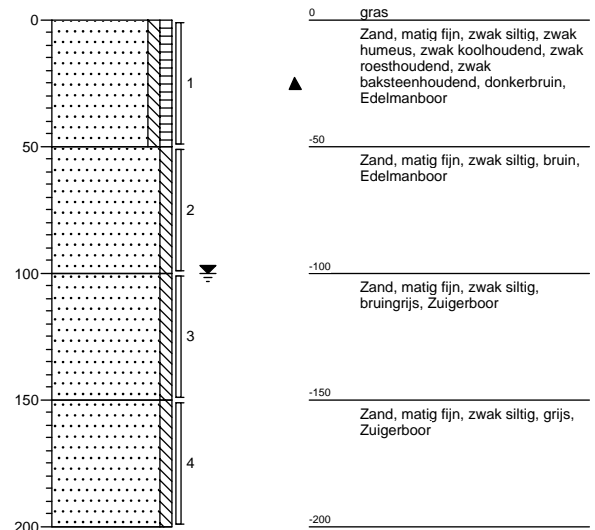 0
50
100
150
200
1
2
3
4
0
gras
Zand, matig fijn, zwak siltig, zwak
humeus, zwak koolhoudend, zwak
roesthoudend, zwak
baksteenhoudend, donkerbruin,
Edelmanboor
-50
Zand, matig fijn, zwak siltig, bruin,
Edelmanboor
-100
Zand, matig fijn, zwak siltig,
bruingrijs, Zuigerboor
-150
Zand, matig fijn, zwak siltig, grijs,
Zuigerboor
-200